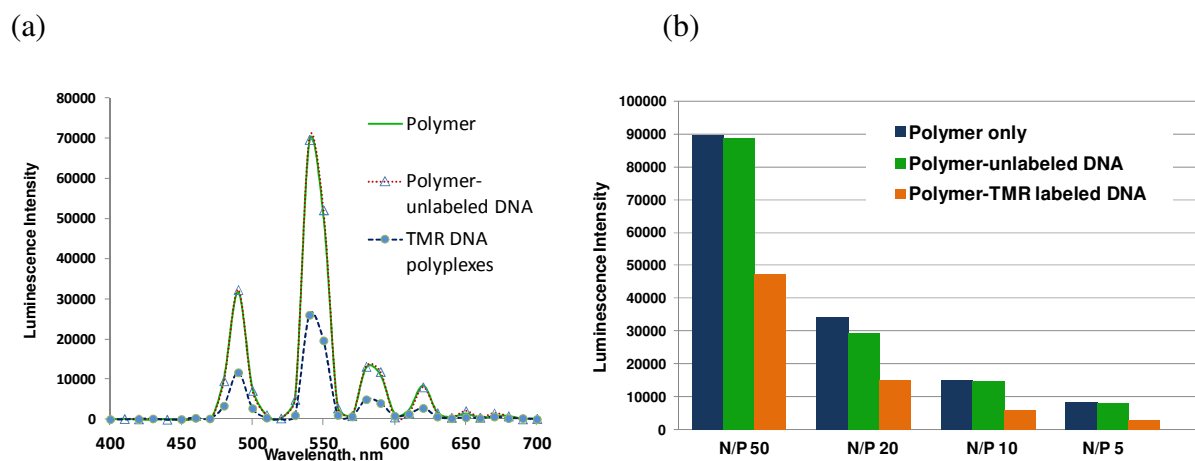 (a)
(b)
80000
70000
60000
50000
40000
30000
20000
10000
0
Luminescence Intensity
400 450 500 550 600 650 700
Wavelength, nm
Polymer
Polymer-
unlabeled DNA
TMR DNA
polyplexes
100000
90000
80000
70000
60000
50000
40000
30000
20000
10000
0
Luminescence Intensity
Polymer only
Polymer-unlabeled DNA
Polymer-TMR labeled DNA
N/P 50 N/P 20 N/P 10 N/P 5